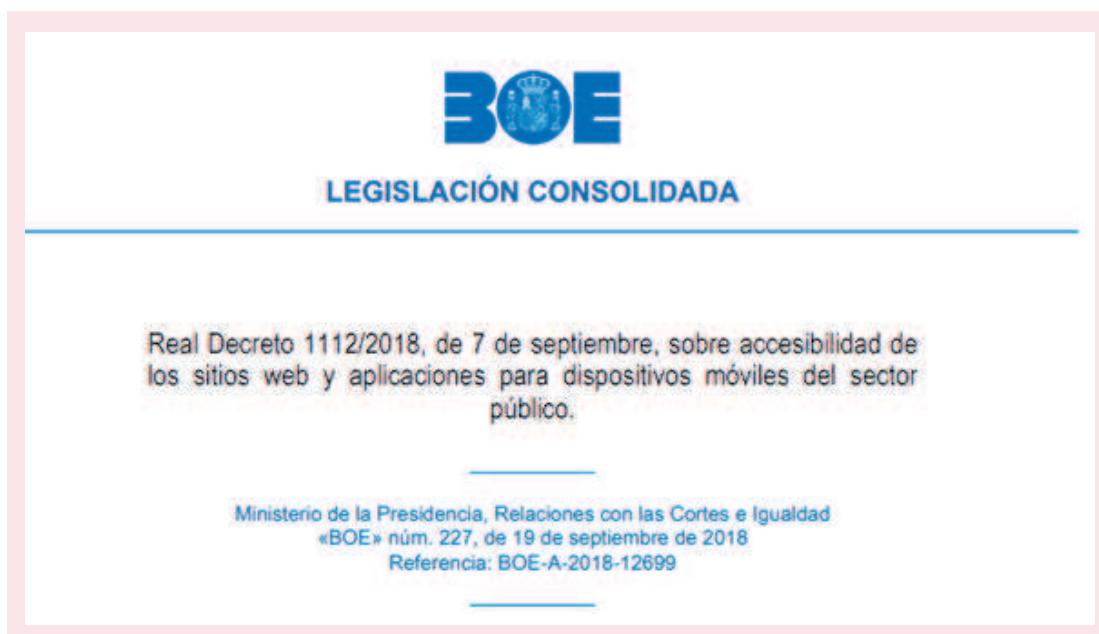 BOE
LEGISLACIÓN CONSOLIDADA
Real Decreto 1112/2018, de 7 de septiembre, sobre accesibilidad de
los sitios web y aplicaciones para dispositivos móviles del sector
público.
Ministerio de la Presidencia, Relaciones con las Cortes e Igualdad
«BOE» núm. 227, de 19 de septiembre de 2018
Referencia: BOE-A-2018-12699